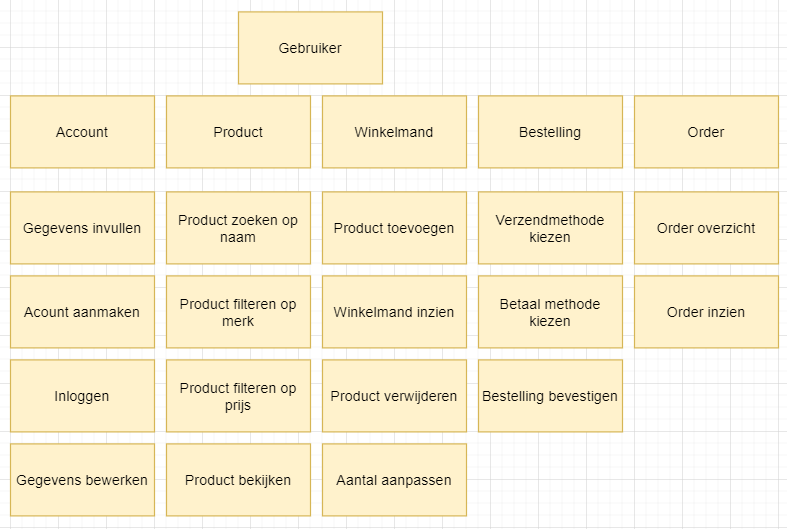 Gebruiker
Account
Product
Winkelmand
Bestelling
Order
Gegevens invullen
Product zoeken op
naam
Product toevoegen
Verzendmethode
kiezen
Order overzicht
Acount aanmaken
Product filteren op
merk
Winkelmand inzien
Betaal methode
kiezen
Order inzien
Inloggen
Product filteren op
prijs
Product verwijderen
Bestelling bevestigen
Gegevens bewerken
Product bekijken
Aantal aanpassen